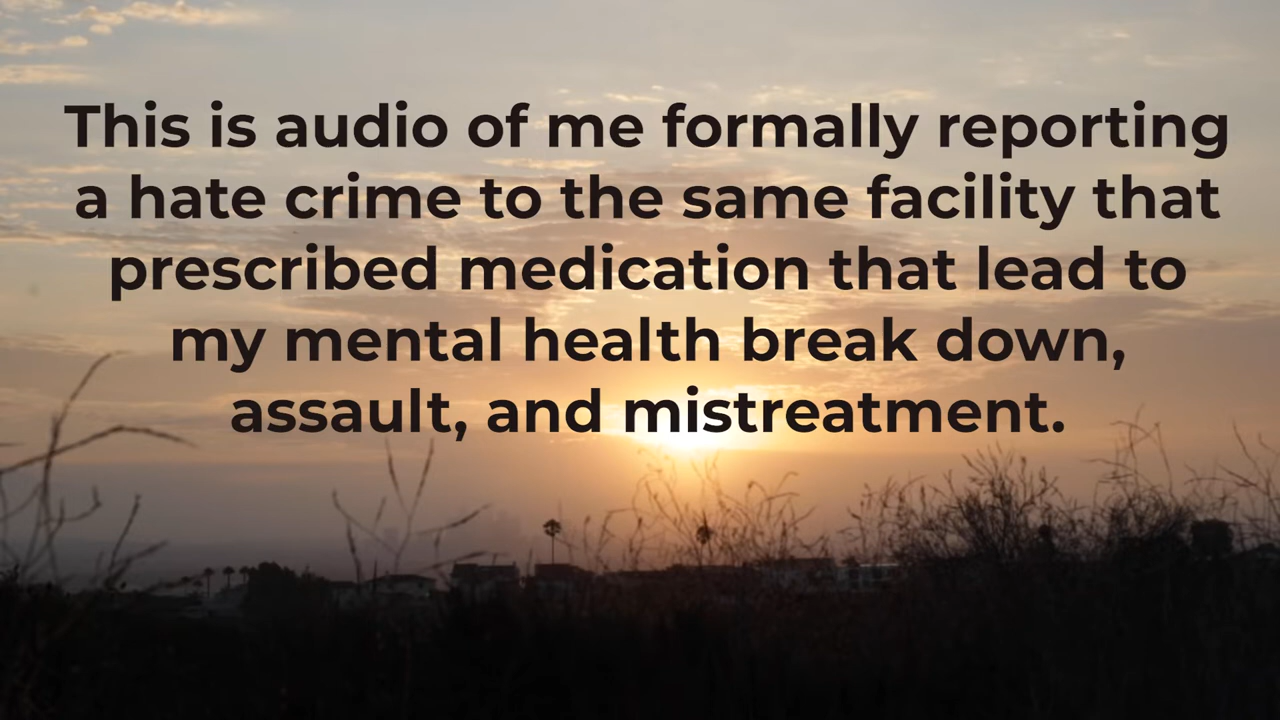 This is audio of me formally reporting
a hate crime to the same facility that
prescribed medication that lead to
my mental health break down,
assault, and mistreatment.